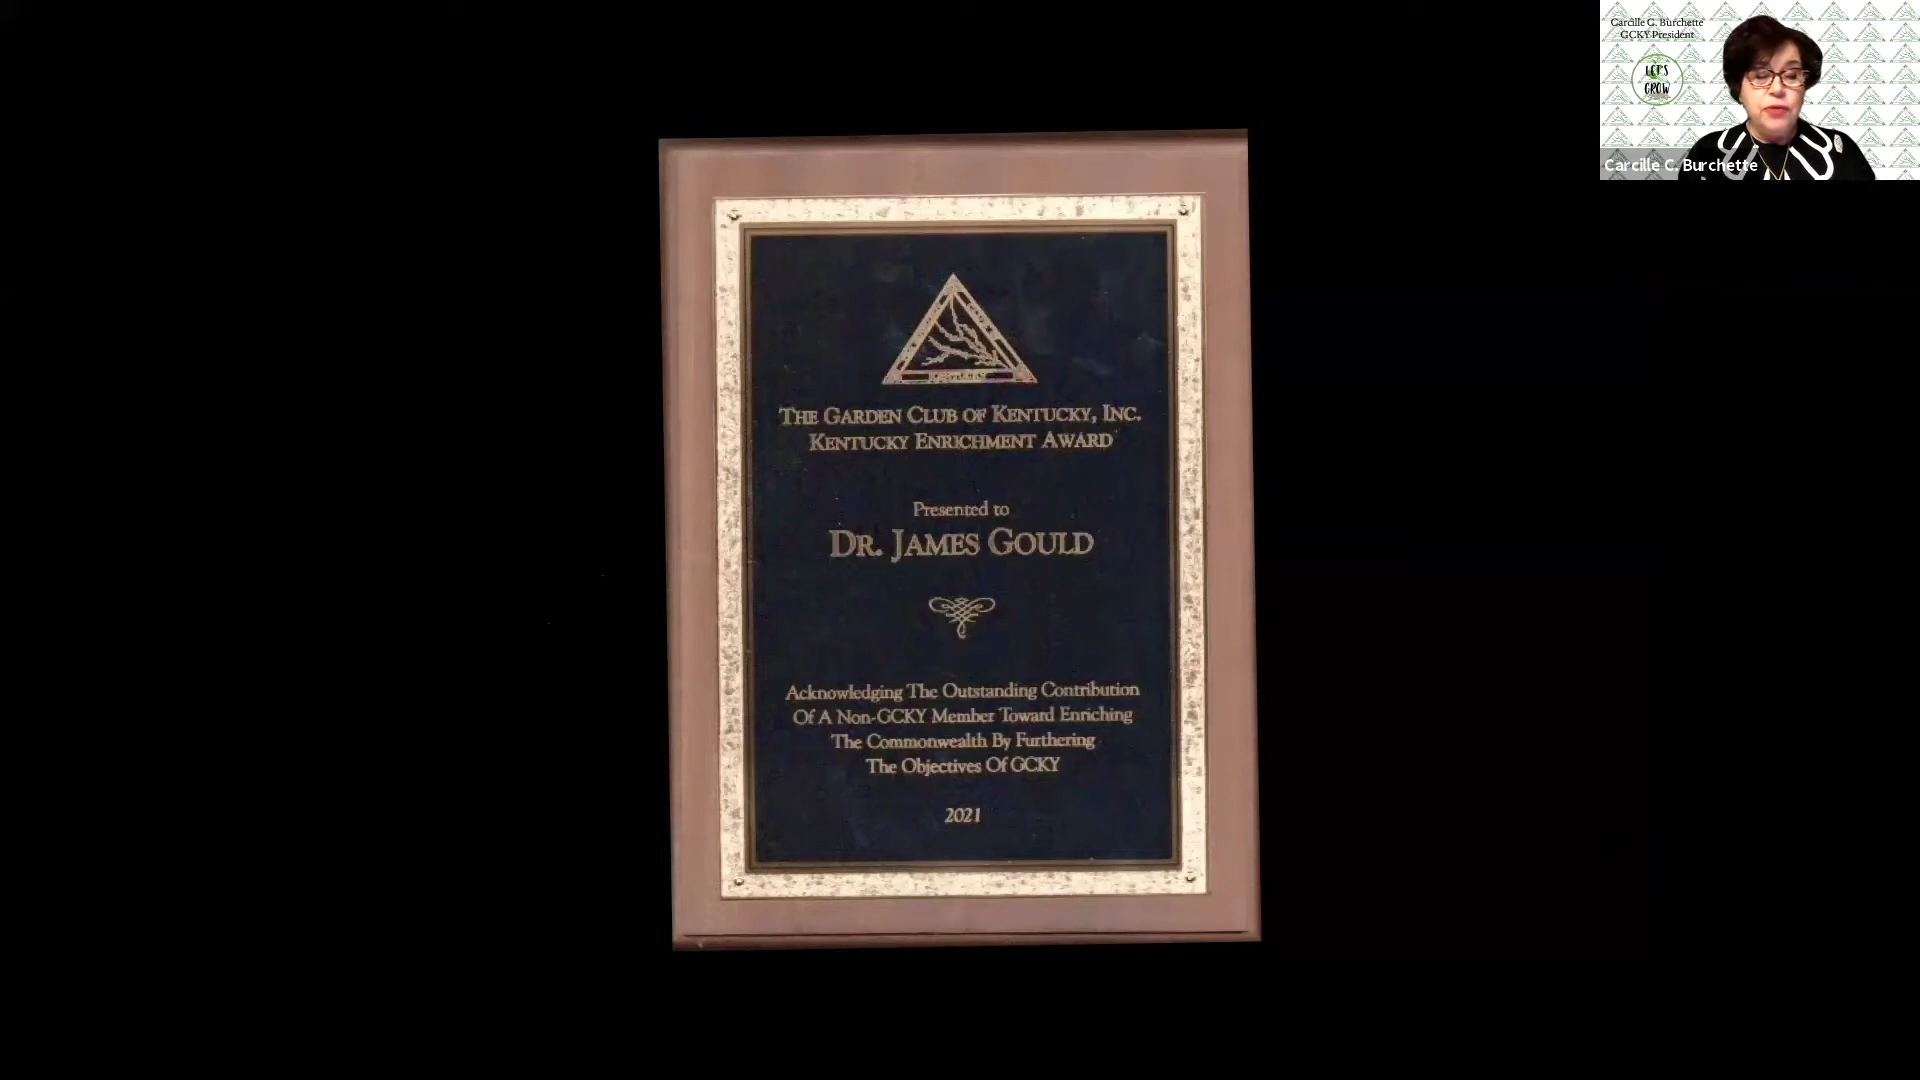 Carcille C. Burchette
GCKY President
LET'S
GROW
Carcille C. Burchette
KENTUCKY
THE GARDEN CLUB OF KENTUCKY, INC.
KENTUCKY ENRICHMENT AWARD
Presented to
DR. JAMES GOULD
Acknowledging The Outstanding Contribution
Of A Non-GCKY Member Toward Enriching
The Commonwealth By Furthering
The Objectives Of GCKY
2021